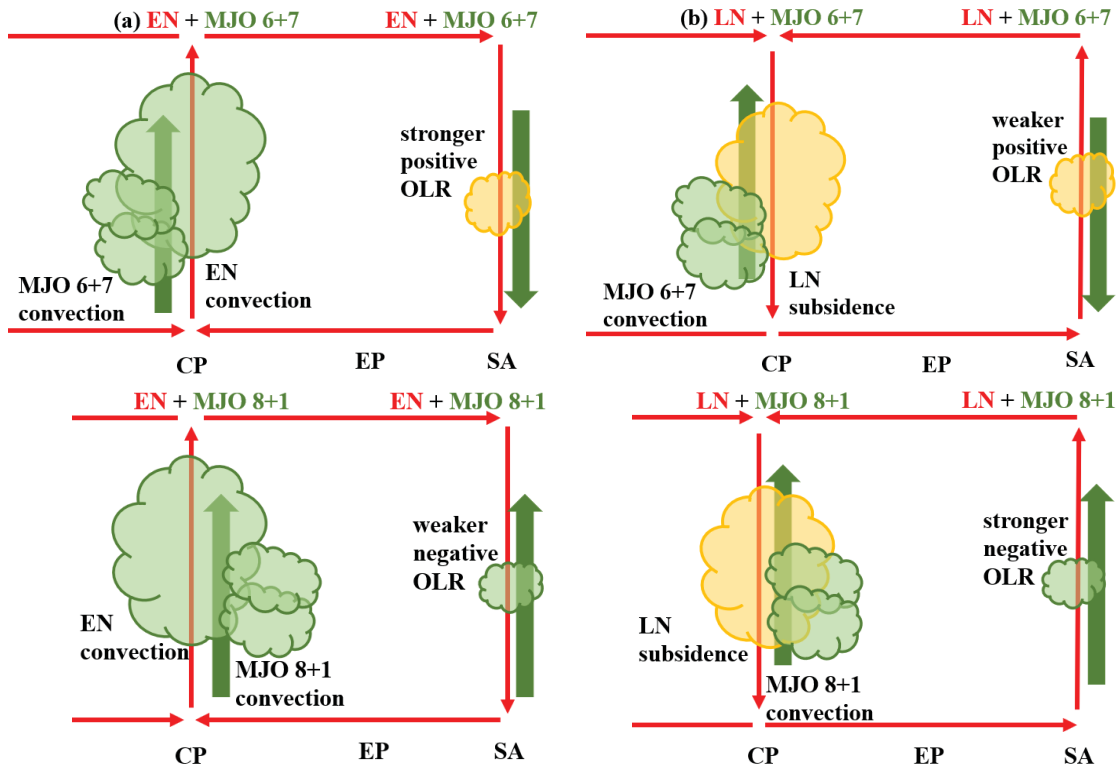 (a) EN + MJO 6+7
EN + MJO 6+7
stronger
positive
OLR
MJO 6+7
convection
EN
convection
CP
EP
SA
(b) LN + MJO 6+7
LN + MJO 6+7
weaker
positive
OLR
MJO 6+7
convection
LN
subsidence
CP
EP
SA
EN + MJO 8+1
EN + MJO 8+1
weaker
negative
OLR
EN
convection
MJO 8+1
convection
CP
EP
SA
LN + MJO 8+1
LN + MJO 8+1
stronger
negative
OLR
LN
subsidence
MJO 8+1
convection
CP
EP
SA